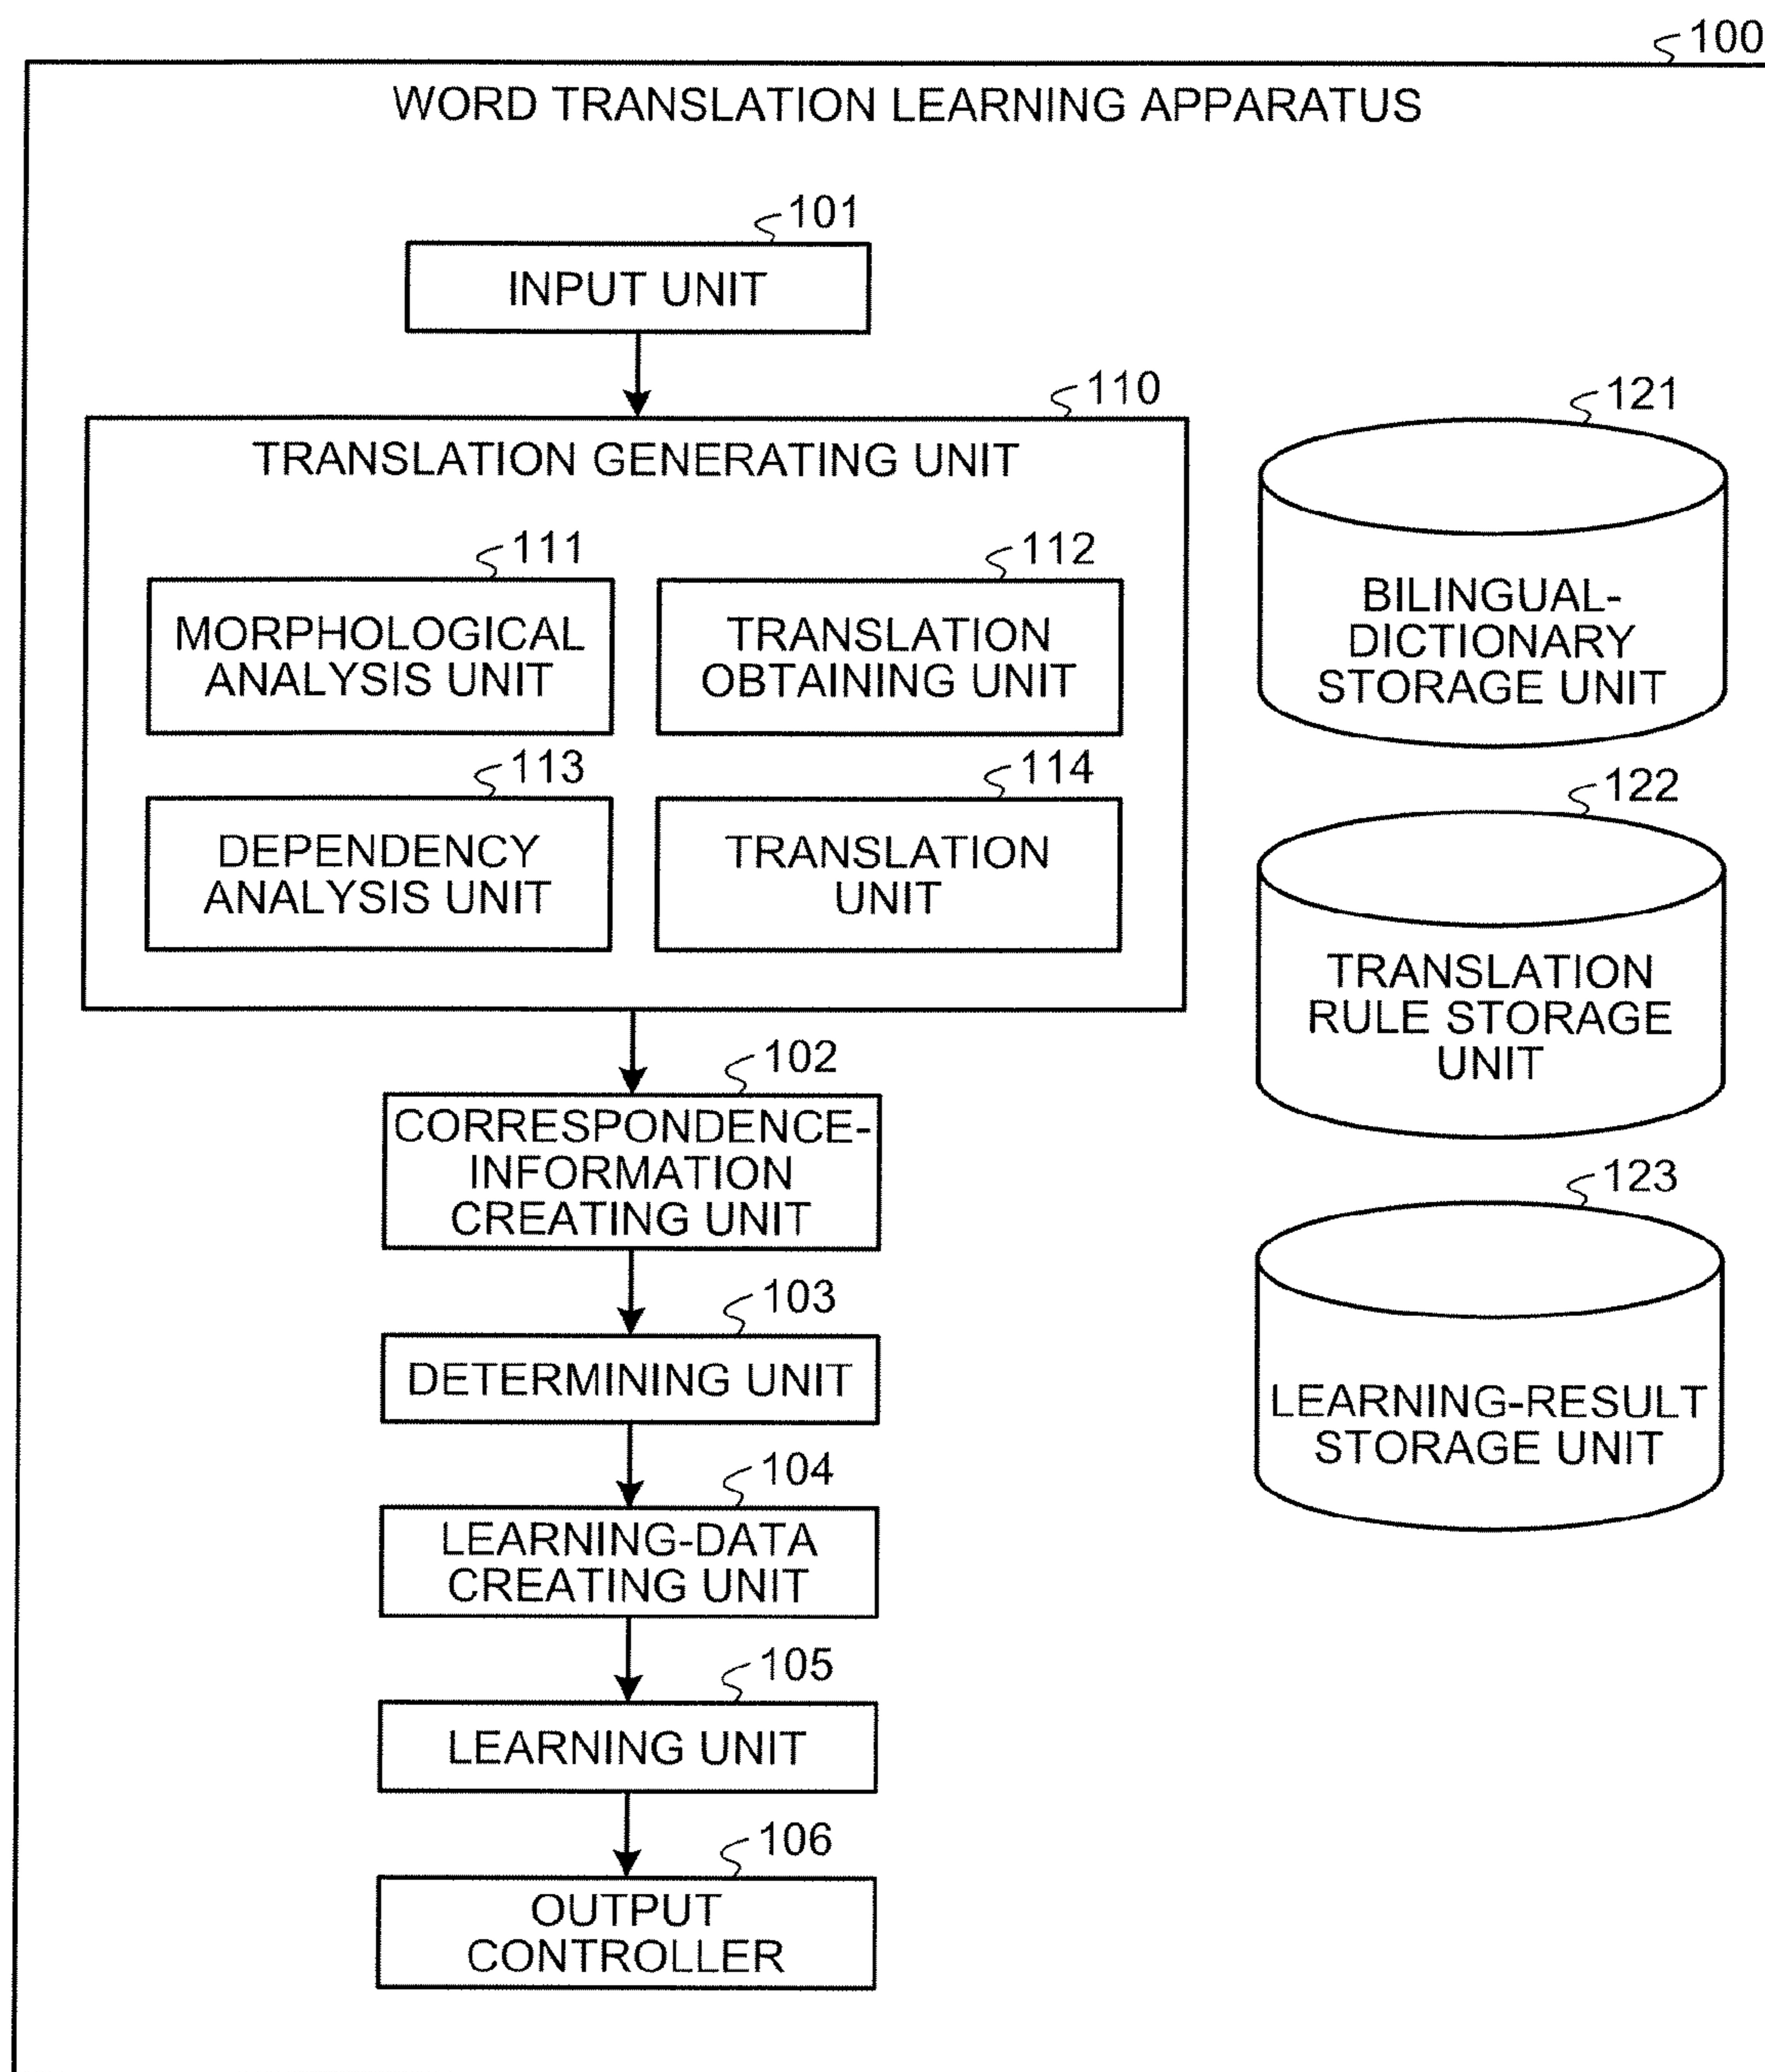 100
WORD TRANSLATION LEARNING APPARATUS
101
INPUT UNIT
110
TRANSLATION GENERATING UNIT
111
MORPHOLOGICAL
ANALYSIS UNIT
112
TRANSLATION
OBTAINING UNIT
113
DEPENDENCY
ANALYSIS UNIT
114
TRANSLATION
UNIT
121
BILINGUAL-
DICTIONARY
STORAGE UNIT
122
TRANSLATION
RULE STORAGE
UNIT
123
LEARNING-RESULT
STORAGE UNIT
102
CORRESPONDENCE-
INFORMATION
CREATING UNIT
103
DETERMINING UNIT
104
LEARNING-DATA
CREATING UNIT
105
LEARNING UNIT
106
OUTPUT
CONTROLLER